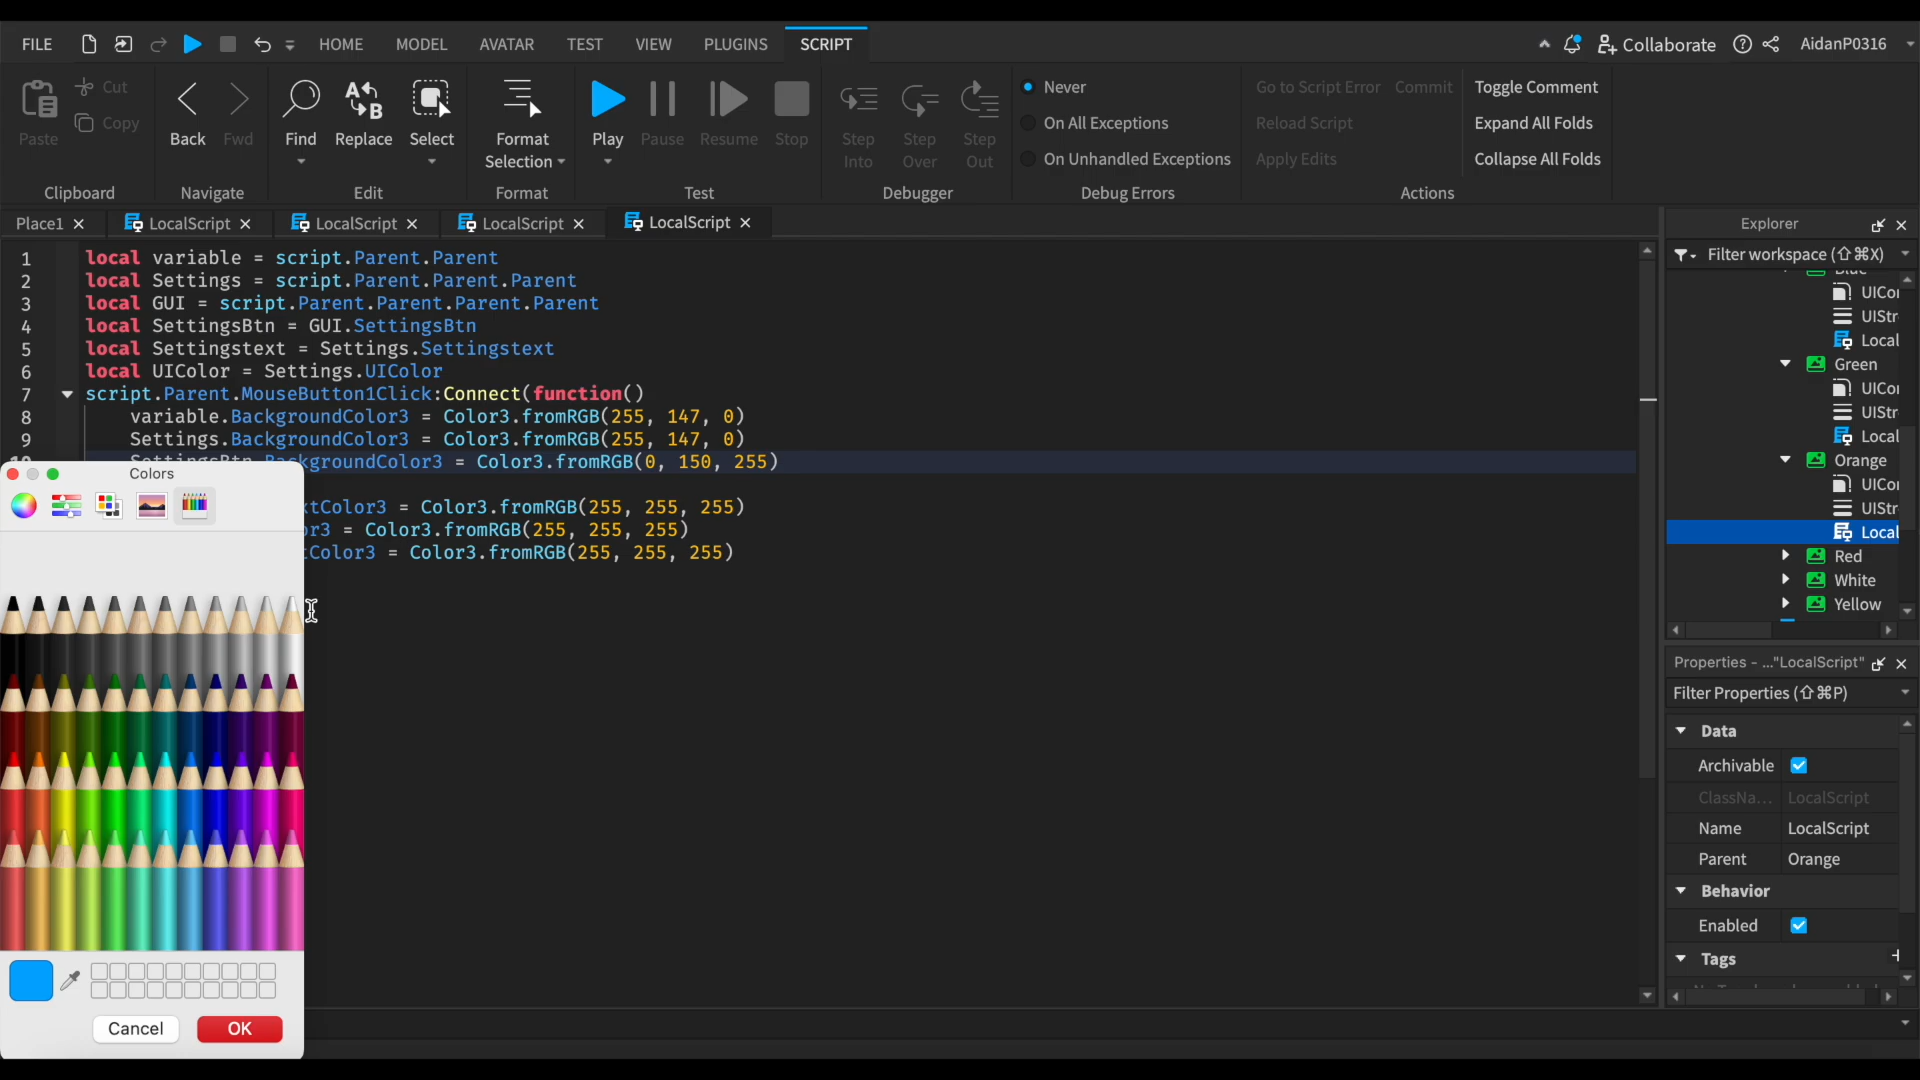 FILE HOME MODEL AVATAR TEST VIEW PLUGINS SCRIPT Collaborate AidanP0316
Paste Cut Copy Back Fwd Find Replace Select Format Selection Play Pause Resume Stop Step Into Step Over Step Out
Never
On All Exceptions
On Unhandled Exceptions
Go to Script Error Commit
Reload Script
Apply Edits
Toggle Comment
Expand All Folds
Collapse All Folds
Clipboard Navigate Edit Format Test Debugger Debug Errors Actions
Place1 LocalScript LocalScript LocalScript LocalScript
1 local variable = script.Parent.Parent
2 local Settings = script.Parent.Parent.Parent
3 local GUI = script.Parent.Parent.Parent.Parent
4 local SettingsBtn = GUI.SettingsBtn
5 local Settingstext = Settings.Settingstext
6 local UIColor = Settings.UIColor
7 script.Parent.MouseButton1Click:Connect(function()
8 variable.BackgroundColor3 = Color3.fromRGB(255, 147, 0)
9 Settings.BackgroundColor3 = Color3.fromRGB(255, 147, 0)
10 SettingsBtn.BackgroundColor3 = Color3.fromRGB(0, 150, 255)
tColor3 = Color3.fromRGB(255, 255, 255)
r3 = Color3.fromRGB(255, 255, 255)
tColor3 = Color3.fromRGB(255, 255, 255)
Colors
Cancel OK
Explorer
Filter workspace (⇧⌘X)
Blue
UICor
UIStr
Local
Green
UICor
UIStr
Local
Orange
UICor
UIStr
Local
Red
White
Yellow
Properties - ..."LocalScript"
Filter Properties (⇧⌘P)
Data
Archivable
ClassNa... LocalScript
Name LocalScript
Parent Orange
Behavior
Enabled
Tags